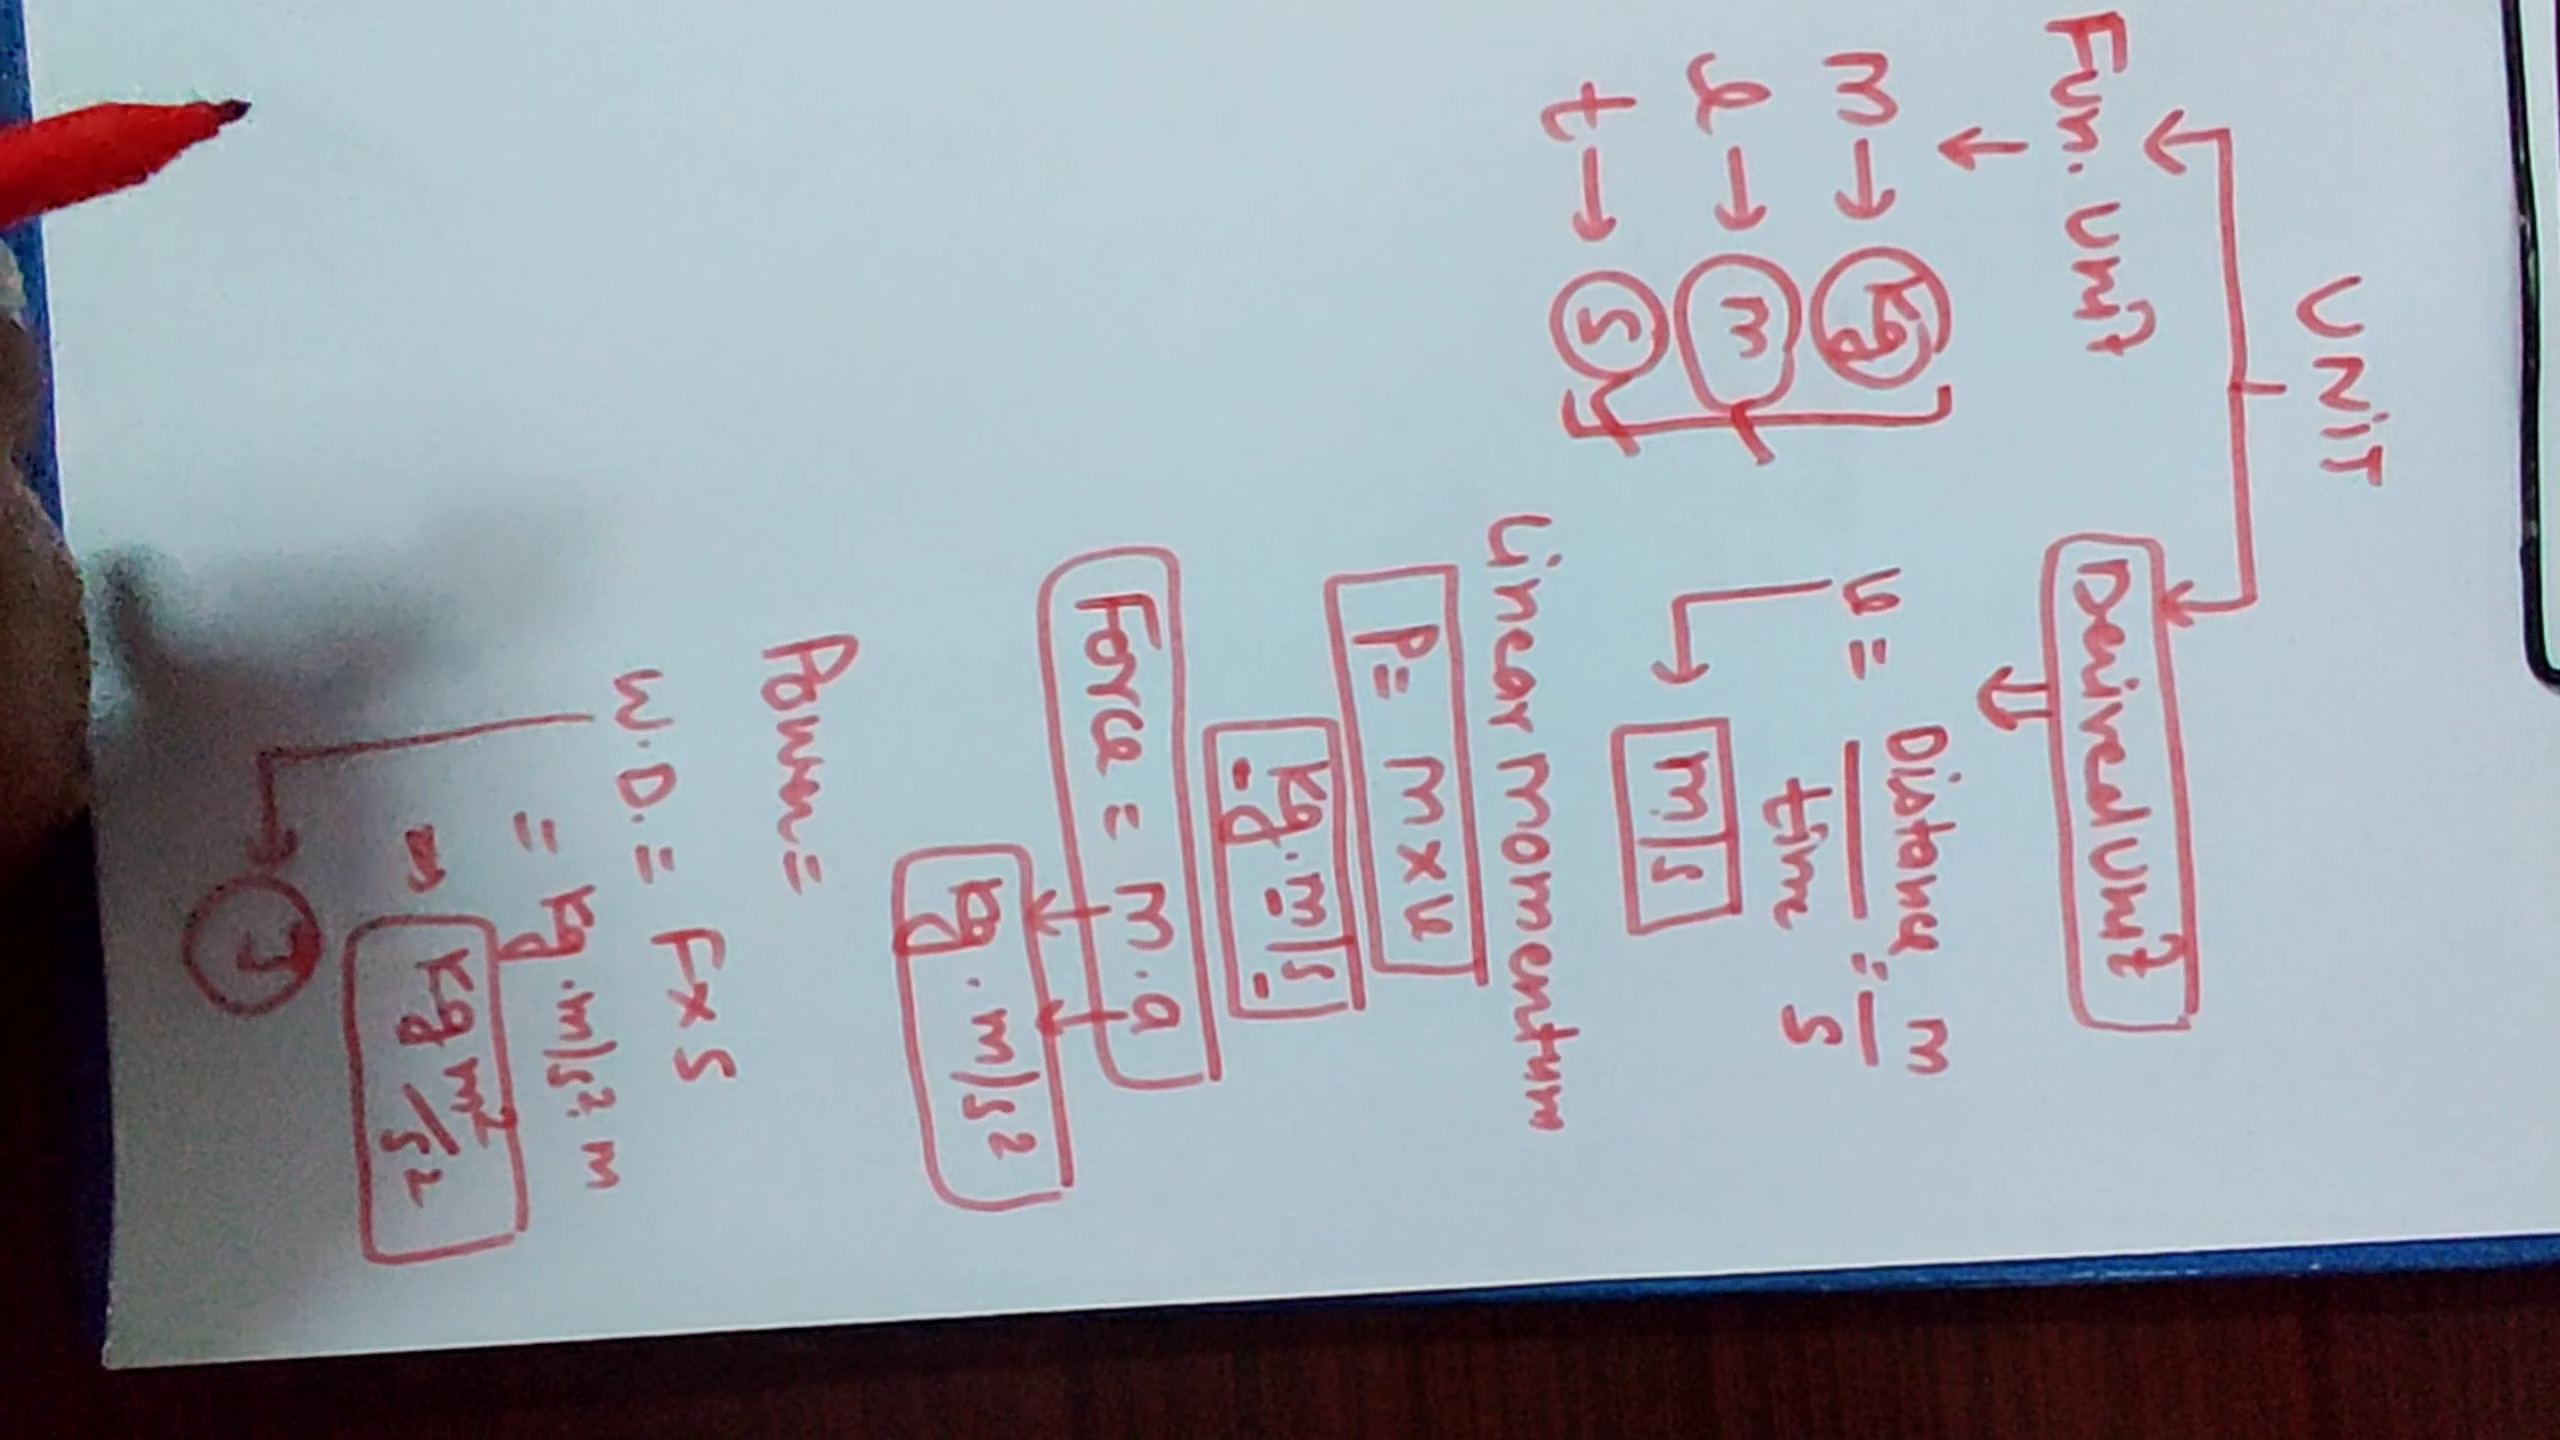 UNiT
Fun. Unit
Derived Unit
m → kg
l → m
t → s
v = Distance / time = m / s
m/s
Linear momentum
P = m x v
kg.m/s
Force = m.a
kg.m/s²
Power =
W.D. = F x S
= kg.m/s².m
= kg m²/s²
J